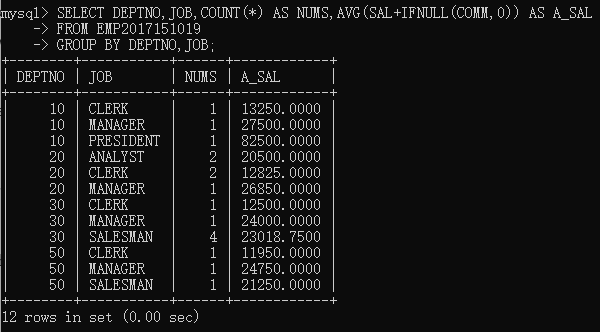 mysql> SELECT DEPTNO,JOB,COUNT(*) AS NUMS,AVG(SAL+IFNULL(COMM,0)) AS A_SAL
    -> FROM EMP2017151019
    -> GROUP BY DEPTNO,JOB;
+--------+-----------+------+------------+
| DEPTNO | JOB       | NUMS | A_SAL      |
+--------+-----------+------+------------+
|     10 | CLERK     |    1 | 13250.0000 |
|     10 | MANAGER   |    1 | 27500.0000 |
|     10 | PRESIDENT |    1 | 82500.0000 |
|     20 | ANALYST   |    2 | 20500.0000 |
|     20 | CLERK     |    2 | 12825.0000 |
|     20 | MANAGER   |    1 | 26850.0000 |
|     30 | CLERK     |    1 | 12500.0000 |
|     30 | MANAGER   |    1 | 24000.0000 |
|     30 | SALESMAN  |    4 | 23018.7500 |
|     50 | CLERK     |    1 | 11950.0000 |
|     50 | MANAGER   |    1 | 24750.0000 |
|     50 | SALESMAN  |    1 | 21250.0000 |
+--------+-----------+------+------------+
12 rows in set (0.00 sec)